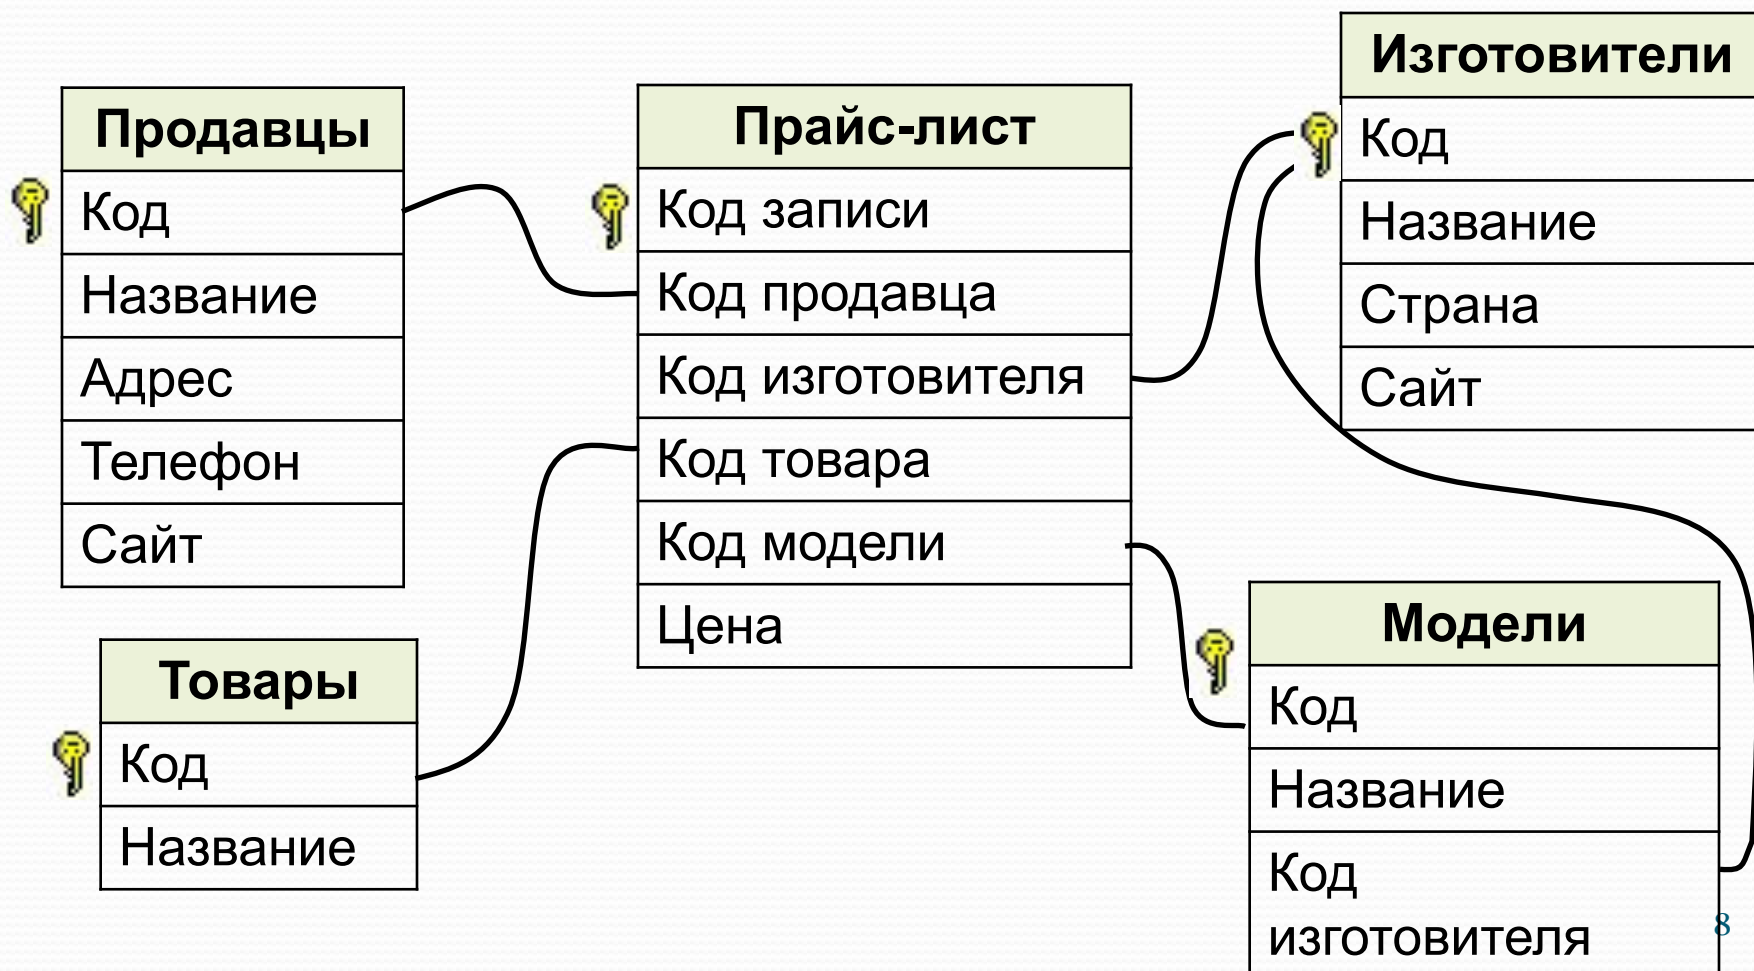 Продавцы
Код
Название
Адрес
Телефон
Сайт
Товары
Код
Название
Прайс-лист
Код записи
Код продавца
Код изготовителя
Код товара
Код модели
Цена
Изготовители
Код
Название
Страна
Сайт
Модели
Код
Название
Код
изготовителя
8